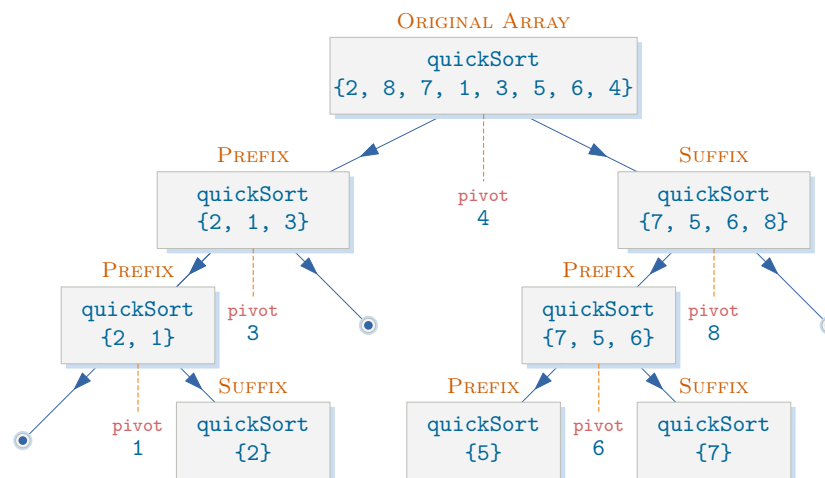 ORIGINAL ARRAY
quickSort
{2, 8, 7, 1, 3, 5, 6, 4}
PREFIX
SUFFIX
quickSort
{2, 1, 3}
pivot
4
quickSort
{7, 5, 6, 8}
PREFIX
PREFIX
quickSort
{2, 1}
pivot
3
quickSort
{7, 5, 6}
pivot
8
SUFFIX
PREFIX
SUFFIX
pivot
1
quickSort
{2}
quickSort
{5}
pivot
6
quickSort
{7}